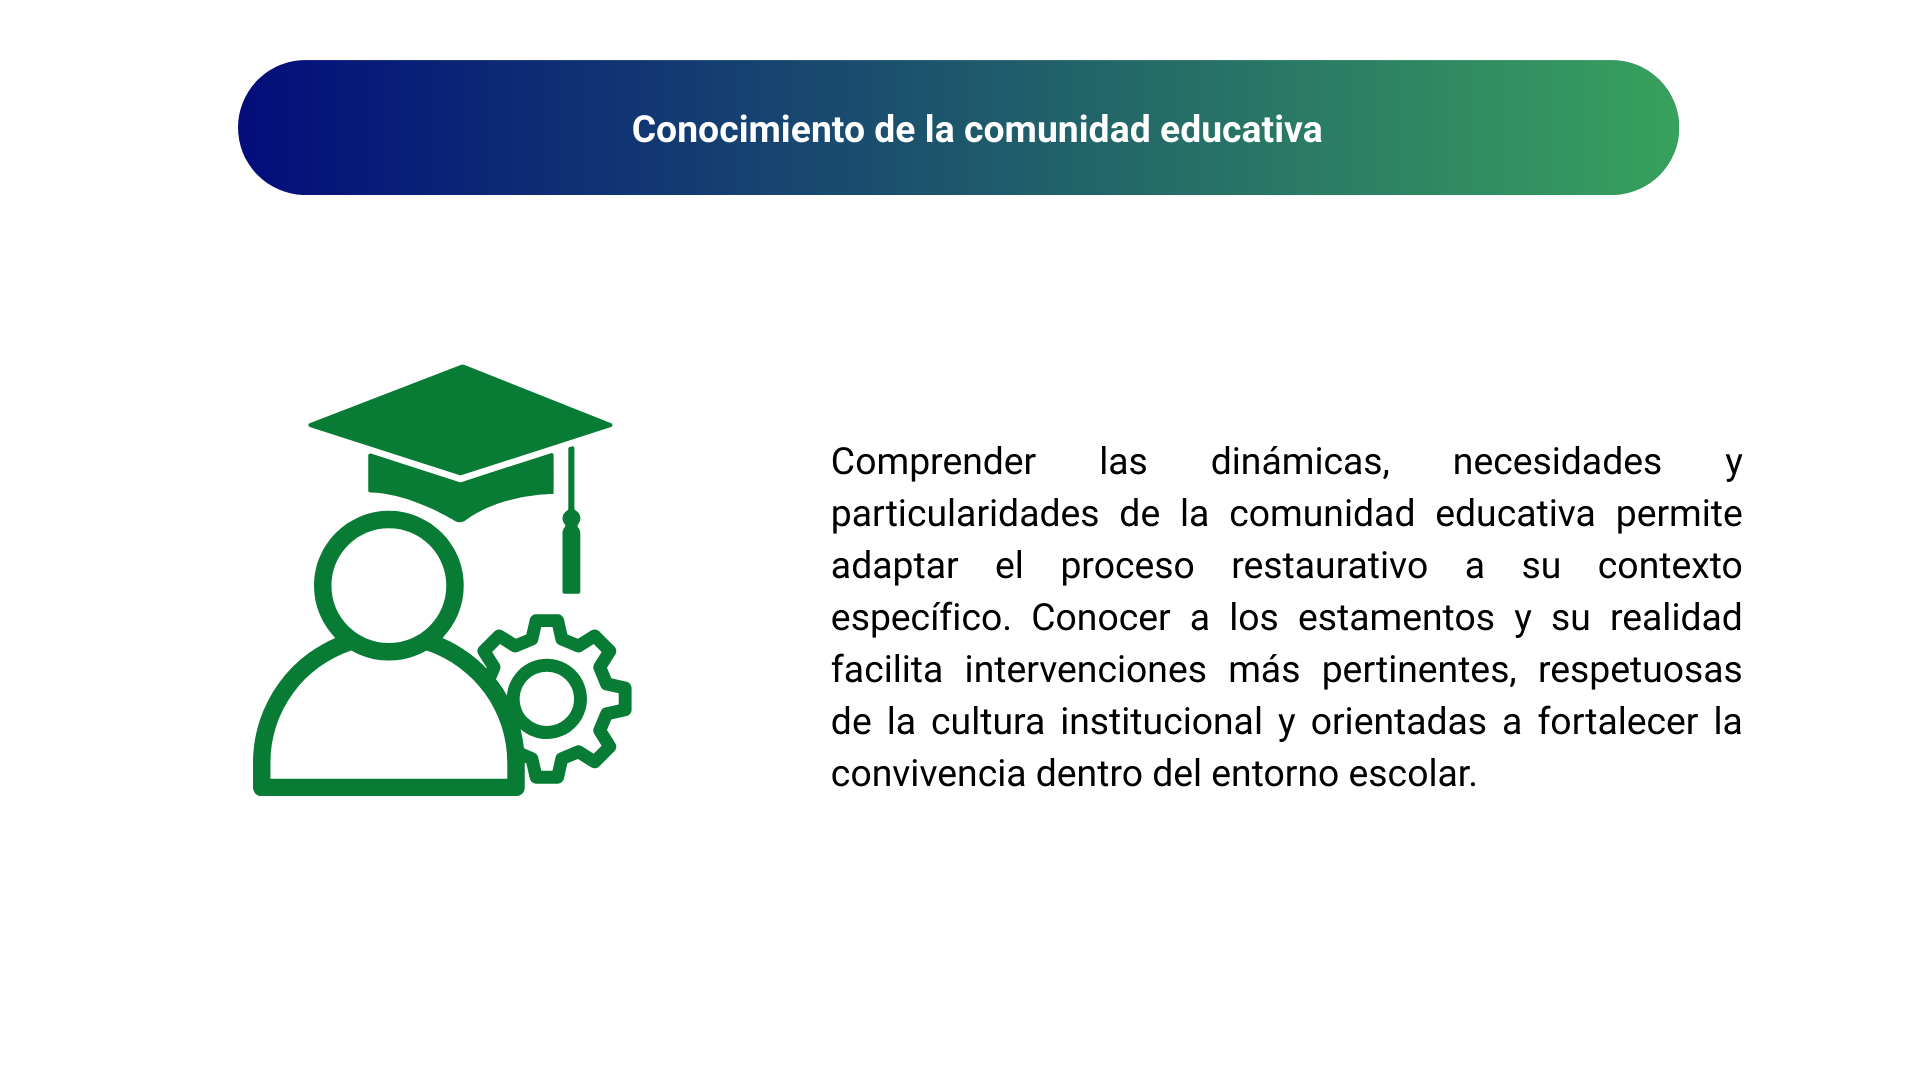 Conocimiento de la comunidad educativa
Comprender las dinámicas, necesidades y
particularidades de la comunidad educativa permite
adaptar el proceso restaurativo a su contexto
específico. Conocer a los estamentos y su realidad
facilita intervenciones más pertinentes, respetuosas
de la cultura institucional y orientadas a fortalecer la
convivencia dentro del entorno escolar.